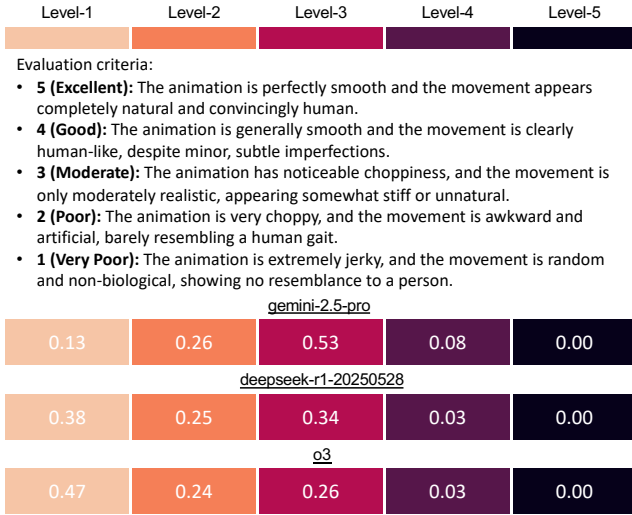 Level-1 Level-2 Level-3 Level-4 Level-5
Evaluation criteria:
• 5 (Excellent): The animation is perfectly smooth and the movement appears
completely natural and convincingly human.
• 4 (Good): The animation is generally smooth and the movement is clearly
human-like, despite minor, subtle imperfections.
• 3 (Moderate): The animation has noticeable choppiness, and the movement is
only moderately realistic, appearing somewhat stiff or unnatural.
• 2 (Poor): The animation is very choppy, and the movement is awkward and
artificial, barely resembling a human gait.
• 1 (Very Poor): The animation is extremely jerky, and the movement is random
and non-biological, showing no resemblance to a person.
gemini-2.5-pro
0.13 0.26 0.53 0.08 0.00
deepseek-r1-20250528
0.38 0.25 0.34 0.03 0.00
o3
0.47 0.24 0.26 0.03 0.00